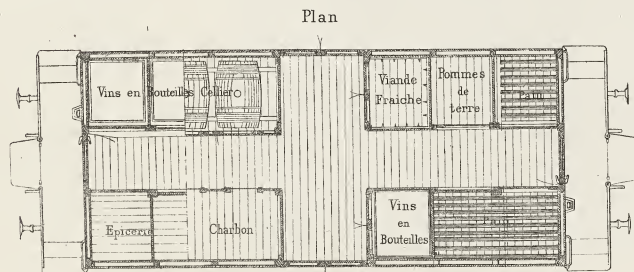 Plan
Vins en Bouteilles Cellier
Viande
Fraiche
Pommes
de
terre
Pain
Epicerie
Charbon
Vins
en
Bouteilles
Pain